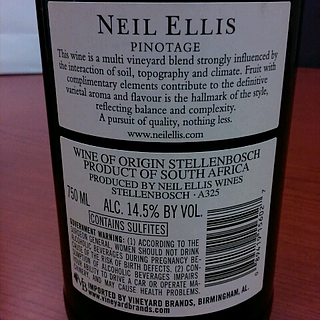 NEIL ELLIS
PINOTAGE
This wine is a multi vineyard blend strongly influenced by
the interaction of soil, topography and climate. Fruit with
complimentary elements contribute to the definitive
varietal aroma and flavour is the hallmark of the style,
reflecting balance and complexity.
A pursuit of quality, nothing less.
www.neilellis.com
WINE OF ORIGIN STELLENBOSCH
PRODUCT OF SOUTH AFRICA
PRODUCED BY NEIL ELLIS WINES
STELLENBOSCH · A325
750 ML
ALC. 14.5% BY VOL.
CONTAINS SULFITES
GOVERNMENT WARNING: (1) ACCORDING TO THE
SURGEON GENERAL, WOMEN SHOULD NOT DRINK
ALCOHOLIC BEVERAGES DURING PREGNANCY BE-
CAUSE OF THE RISK OF BIRTH DEFECTS. (2) CON-
SUMPTION OF ALCOHOLIC BEVERAGES IMPAIRS
ABILITY TO DRIVE A CAR OR OPERATE MA-
AND MAY CAUSE HEALTH PROBLEMS.
IMPORTED BY VINEYARD BRANDS, BIRMINGHAM, AL.
www.vineyardbrands.com